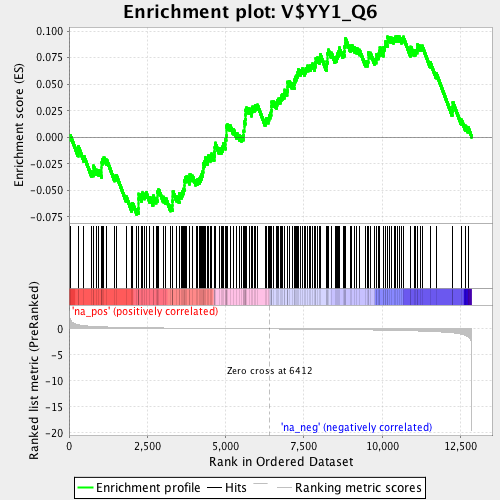 Enrichment plot: V$YY1_Q6
Enrichment score (ES)
0.100
0.075
0.050
0.025
0.000
-0.025
-0.050
-0.075
'na_pos' (positively correlated)
Ranked list metric (PreRanked)
0
-5
-10
-15
-20
Zero cross at 6412
'na_neg' (negatively correlated)
0
2,500
5,000
7,500
10,000
12,500
Rank in Ordered Dataset
Enrichment profile
Hits
Ranking metric scores